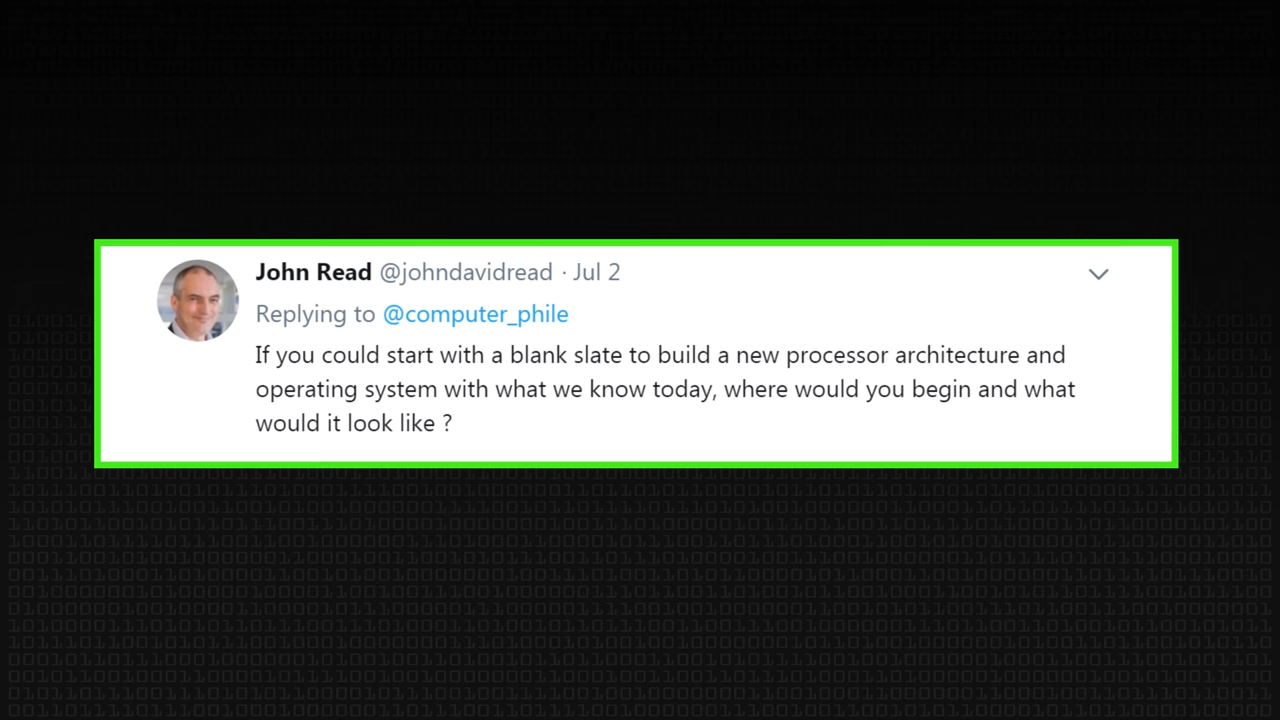 John Read @johndavidread · Jul 2
Replying to @computer_phile
If you could start with a blank slate to build a new processor architecture and
operating system with what we know today, where would you begin and what
would it look like ?